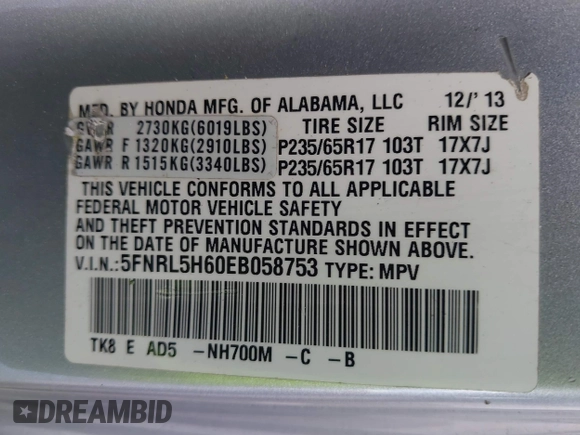 MFD. BY HONDA MFG. OF ALABAMA, LLC 12/'13
GVWR 2730KG(6019LBS) TIRE SIZE RIM SIZE
GAWR F 1320KG(2910LBS) P235/65R17 103T 17X7J
GAWR R 1515KG(3340LBS) P235/65R17 103T 17X7J
THIS VEHICLE CONFORMS TO ALL APPLICABLE
FEDERAL MOTOR VEHICLE SAFETY
AND THEFT PREVENTION STANDARDS IN EFFECT
ON THE DATE OF MANUFACTURE SHOWN ABOVE.
V.I.N.:5FNRL5H60EB058753 TYPE: MPV
TK8 E AD5 -NH700M -C -B
DREAMBID